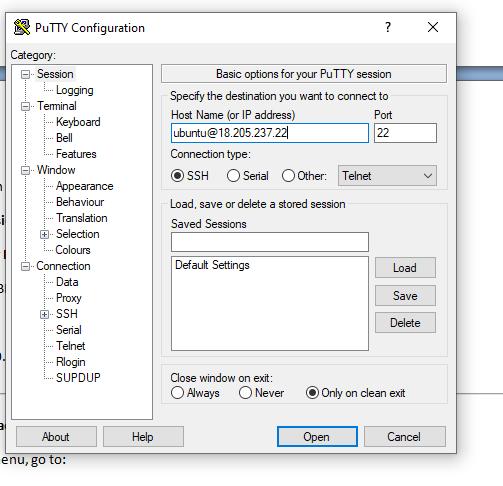 PuTTY Configuration
?
Category:
Session
Logging
Terminal
Keyboard
Bell
Features
Window
Appearance
Behaviour
Translation
Selection
Colours
Connection
Data
Proxy
SSH
Serial
Telnet
Rlogin
SUPDUP
Basic options for your PuTTY session
Specify the destination you want to connect to
Host Name (or IP address) Port
ubuntu@18.205.237.22 22
Connection type:
SSH Serial Other: Telnet
Load, save or delete a stored session
Saved Sessions
Default Settings
Load
Save
Delete
Close window on exit:
Always Never Only on clean exit
About Help Open Cancel
enu, go to: